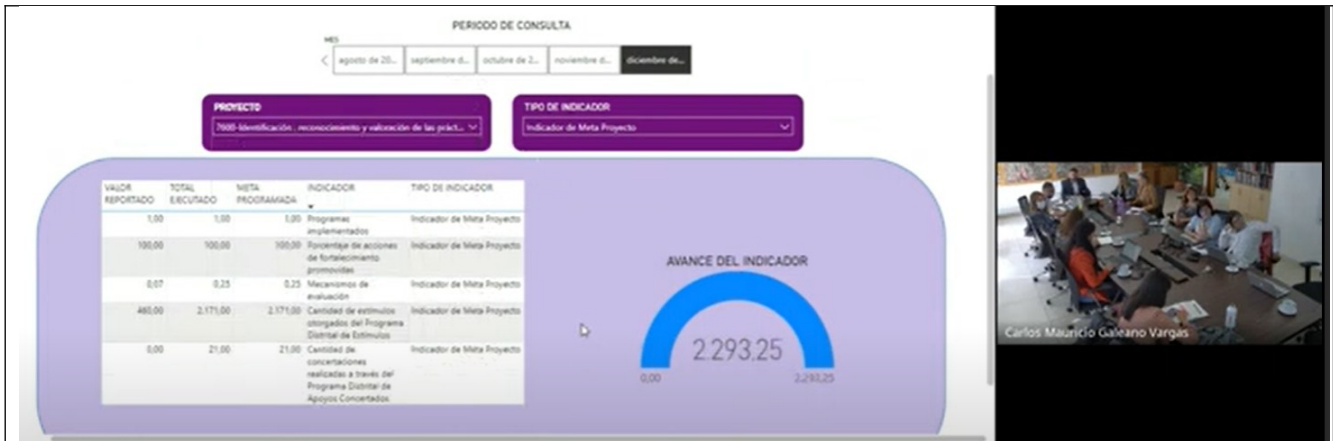 PERIODO DE CONSULTA
MES
agosto de 20... septiembre d... octubre de 2... noviembre d... diciembre de...
PROYECTO
7600-Identificación , reconocimiento y valoración de las práct...
TIPO DE INDICADOR
Indicador de Meta Proyecto
VALOR REPORTADO TOTAL EJECUTADO META PROGRAMADA INDICADOR TIPO DE INDICADOR
1,00 1,00 1,00 Programas Indicador de Meta Proyecto
implementados
100,00 100,00 100,00 Porcentaje de acciones Indicador de Meta Proyecto
de fortalecimiento
promovidas
0,07 0,25 0,25 Mecanismos de Indicador de Meta Proyecto
evaluación
460,00 2.171,00 2.171,00 Cantidad de estímulos Indicador de Meta Proyecto
otorgados del Programa
Distrital de Estímulos
0,00 21,00 21,00 Cantidad de Indicador de Meta Proyecto
concertaciones
realizadas a través del
Programa Distrital de
Apoyos Concertados
AVANCE DEL INDICADOR
2.293,25
0,00 2.293,25
Carlos Mauricio Galeano Vargas